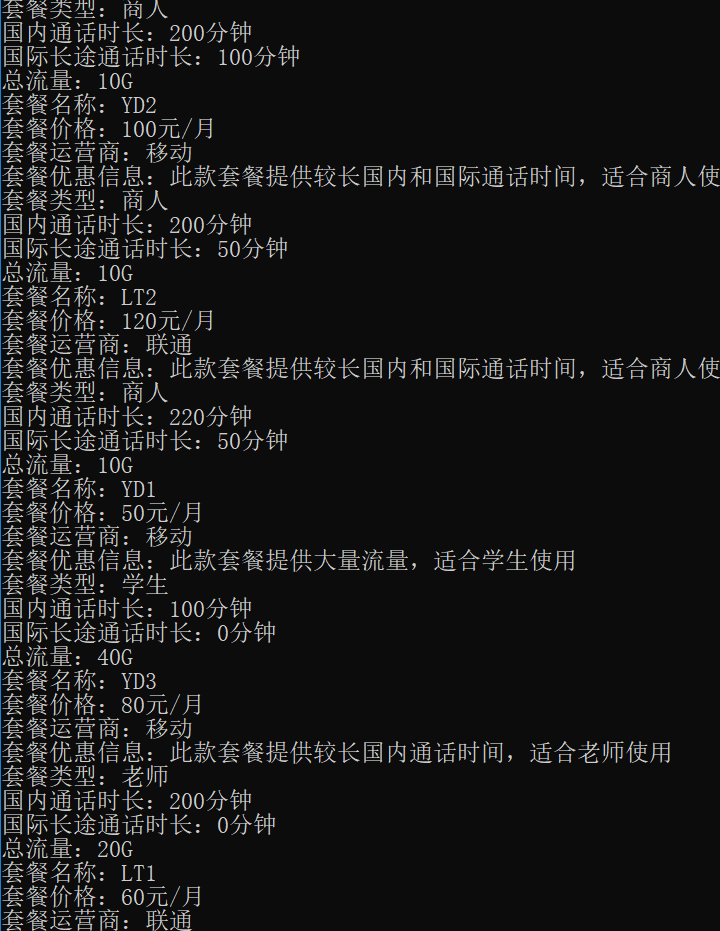 套餐类型：商人
国内通话时长：200分钟
国际长途通话时长：100分钟
总流量：10G
套餐名称：YD2
套餐价格：100元/月
套餐运营商：移动
套餐优惠信息：此款套餐提供较长国内和国际通话时间，适合商人使
套餐类型：商人
国内通话时长：200分钟
国际长途通话时长：50分钟
总流量：10G
套餐名称：LT2
套餐价格：120元/月
套餐运营商：联通
套餐优惠信息：此款套餐提供较长国内和国际通话时间，适合商人使
套餐类型：商人
国内通话时长：220分钟
国际长途通话时长：50分钟
总流量：10G
套餐名称：YD1
套餐价格：50元/月
套餐运营商：移动
套餐优惠信息：此款套餐提供大量流量，适合学生使用
套餐类型：学生
国内通话时长：100分钟
国际长途通话时长：0分钟
总流量：40G
套餐名称：YD3
套餐价格：80元/月
套餐运营商：移动
套餐优惠信息：此款套餐提供较长国内通话时间，适合老师使用
套餐类型：老师
国内通话时长：200分钟
国际长途通话时长：0分钟
总流量：20G
套餐名称：LT1
套餐价格：60元/月
套餐运营商：联通